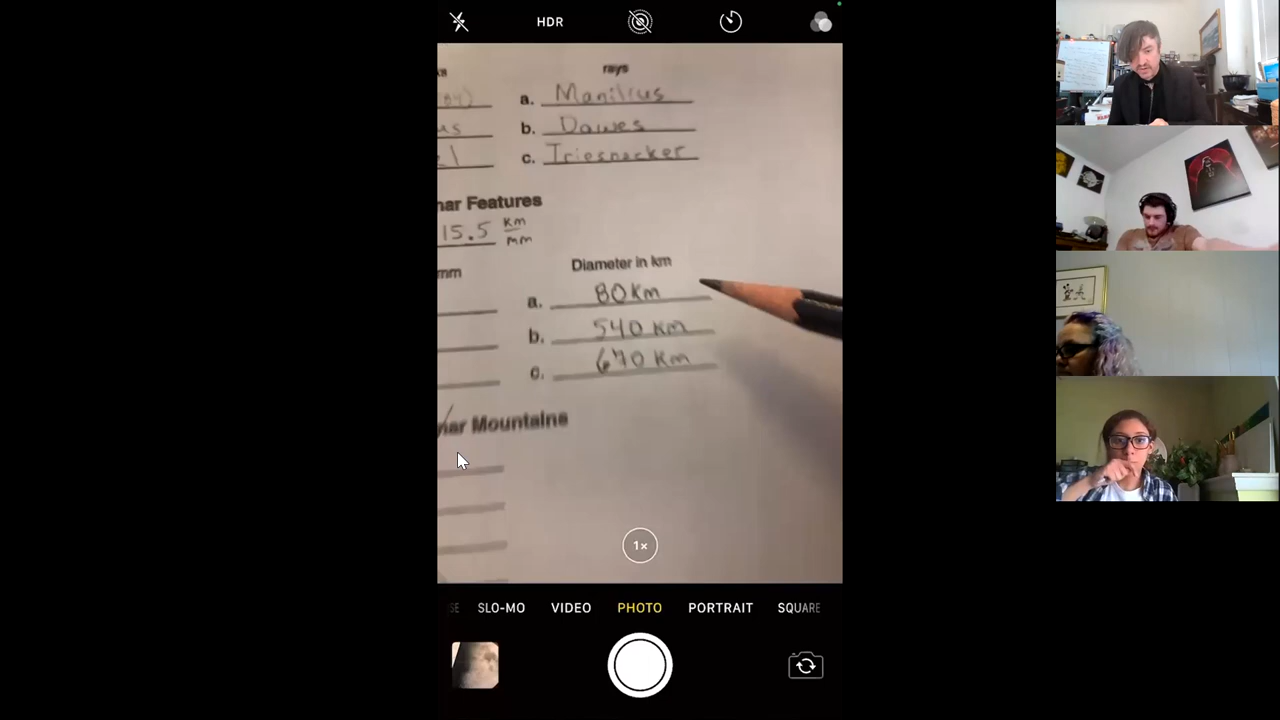 HDR
rays
a. Manilius
b. Dawes
c. Triesnecker
nar Features
15.5 km
mm
mm
Diameter in km
a. 80 km
b. 540 km
c. 670 km
nar Mountains
1×
SLO-MO VIDEO PHOTO PORTRAIT SQUARE